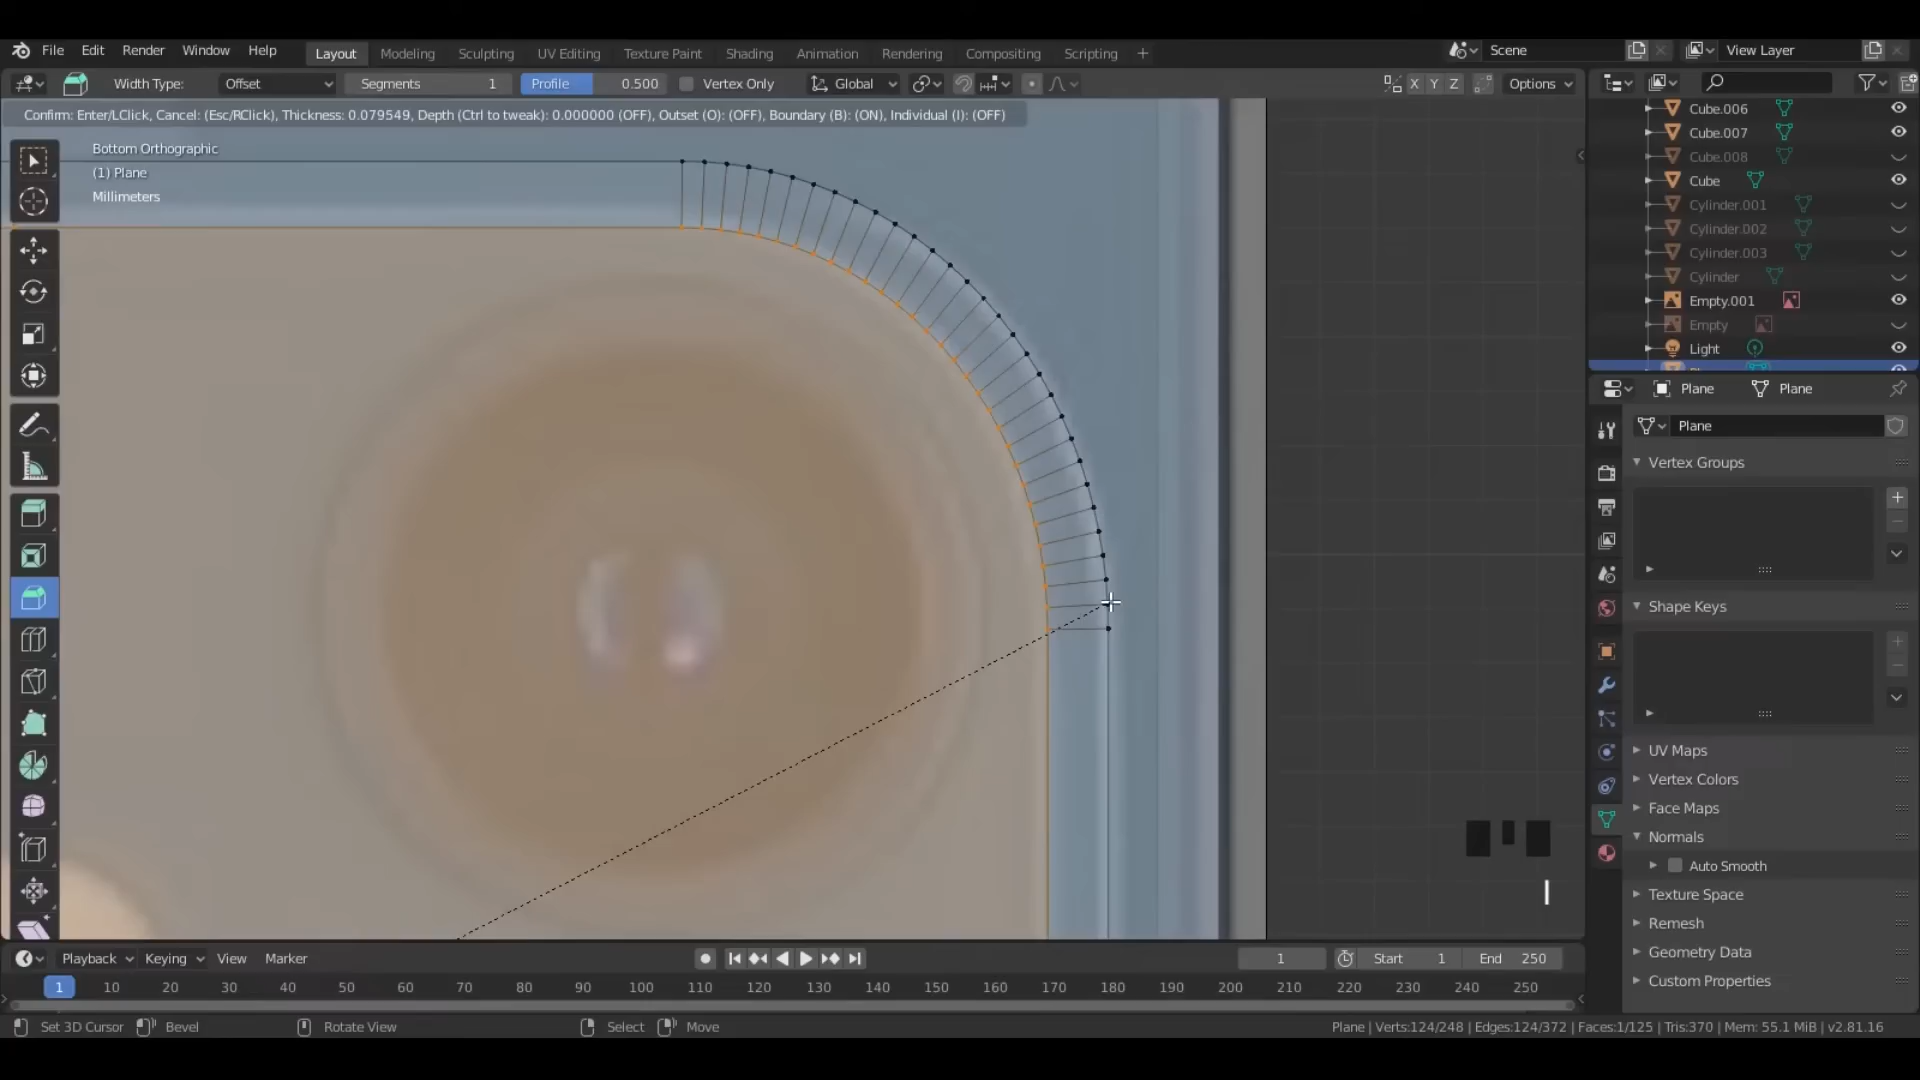 File Edit Render Window Help Layout Modeling Sculpting UV Editing Texture Paint Shading Animation Rendering Compositing Scripting Scene View Layer
Width Type: Offset Segments 1 Profile 0.500 Vertex Only Global X Y Z Options
Confirm: Enter/LClick, Cancel: (Esc/RClick), Thickness: 0.079549, Depth (Ctrl to tweak): 0.000000 (OFF), Outset (O): (OFF), Boundary (B): (ON), Individual (I): (OFF)
Bottom Orthographic
(1) Plane
Millimeters
Cube.006
Cube.007
Cube.008
Cube
Cylinder.001
Cylinder.002
Cylinder.003
Cylinder
Empty.001
Empty
Light
Plane Plane
Plane
Vertex Groups
Shape Keys
UV Maps
Vertex Colors
Face Maps
Normals
Auto Smooth
Texture Space
Remesh
Geometry Data
Custom Properties
I
Playback Keying View Marker 1 Start 1 End 250
1 10 20 30 40 50 60 70 80 90 100 110 120 130 140 150 160 170 180 190 200 210 220 230 240 250
Set 3D Cursor Bevel Rotate View Select Move Plane | Verts:124/248 | Edges:124/372 | Faces:1/125 | Tris:370 | Mem: 55.1 MiB | v2.81.16